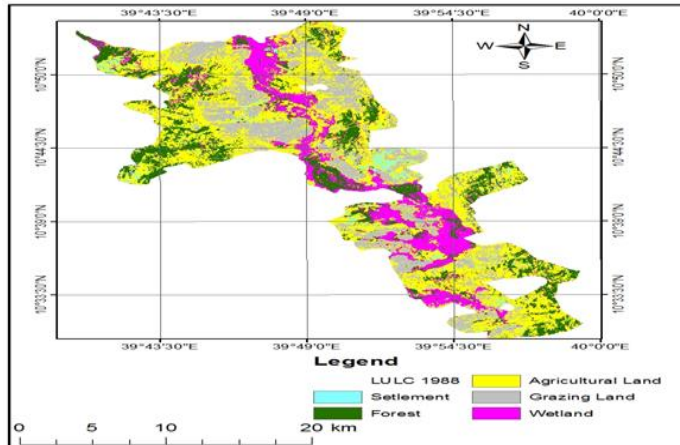 39°43'30"E 39°49'0"E 39°54'30"E 40°0'0"E
N
W E
S
10°50'0"N 10°50'0"N
10°44'30"N 10°44'30"N
10°39'0"N 10°39'0"N
10°33'30"N 10°33'30"N
39°43'30"E 39°49'0"E 39°54'30"E 40°0'0"E
Legend
LULC 1988
Setlement
Forest
Agricultural Land
Grazing Land
Wetland
0 5 10 20 km